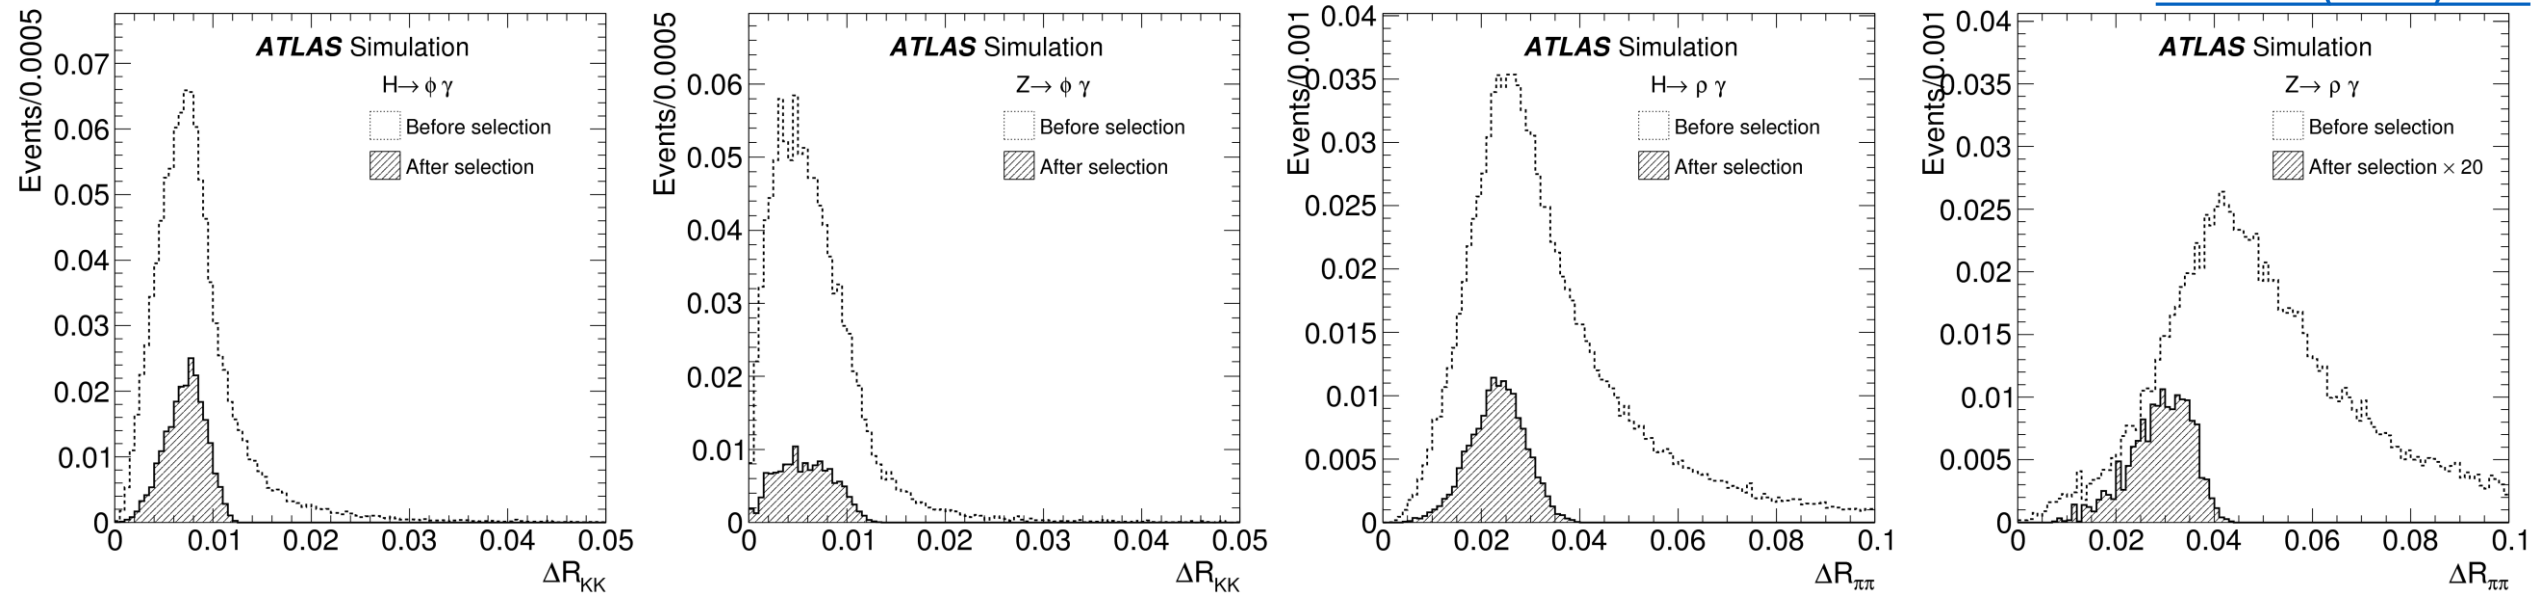 Events/0.0005
0.07
0.06
0.05
0.04
0.03
0.02
0.01
0
ATLAS Simulation
H→ ϕ γ
Before selection
After selection
0 0.01 0.02 0.03 0.04 0.05
ΔR_KK
Events/0.0005
0.06
0.05
0.04
0.03
0.02
0.01
0
ATLAS Simulation
Z→ ϕ γ
Before selection
After selection
0 0.01 0.02 0.03 0.04 0.05
ΔR_KK
Events/0.001
0.04
0.035
0.03
0.025
0.02
0.015
0.01
0.005
0
ATLAS Simulation
H→ ρ γ
Before selection
After selection
0 0.02 0.04 0.06 0.08 0.1
ΔR_ππ
Events/0.001
0.04
0.035
0.03
0.025
0.02
0.015
0.01
0.005
0
ATLAS Simulation
Z→ ρ γ
Before selection
After selection × 20
0 0.02 0.04 0.06 0.08 0.1
ΔR_ππ